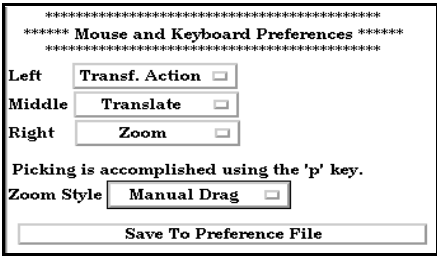 ******************************************
****** Mouse and Keyboard Preferences ******
******************************************
Left Transf. Action
Middle Translate
Right Zoom
Picking is accomplished using the 'p' key.
Zoom Style Manual Drag
Save To Preference File